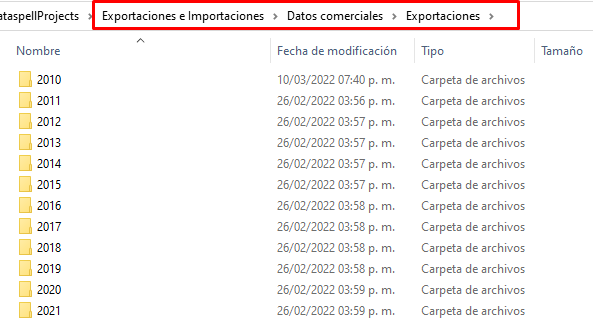 ataspellProjects > Exportaciones e Importaciones > Datos comerciales > Exportaciones >
Nombre Fecha de modificación Tipo Tamaño
2010 10/03/2022 07:40 p. m. Carpeta de archivos
2011 26/02/2022 03:56 p. m. Carpeta de archivos
2012 26/02/2022 03:57 p. m. Carpeta de archivos
2013 26/02/2022 03:57 p. m. Carpeta de archivos
2014 26/02/2022 03:57 p. m. Carpeta de archivos
2015 26/02/2022 03:57 p. m. Carpeta de archivos
2016 26/02/2022 03:58 p. m. Carpeta de archivos
2017 26/02/2022 03:58 p. m. Carpeta de archivos
2018 26/02/2022 03:58 p. m. Carpeta de archivos
2019 26/02/2022 03:58 p. m. Carpeta de archivos
2020 26/02/2022 03:59 p. m. Carpeta de archivos
2021 26/02/2022 03:59 p. m. Carpeta de archivos